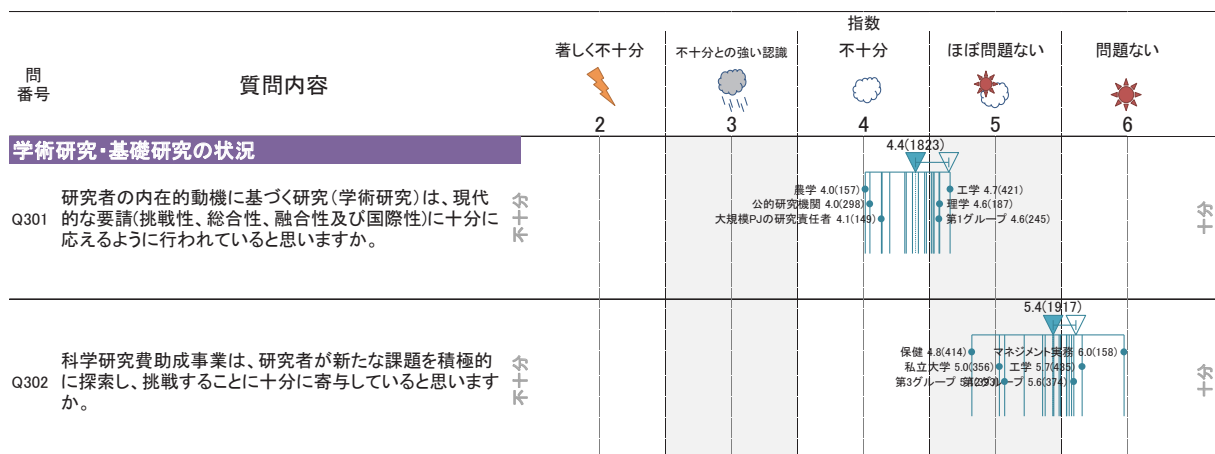 指数
著しく不十分 不十分との強い認識 不十分 ほぼ問題ない 問題ない
問番号 質問内容
2 3 4 5 6
学術研究・基礎研究の状況
4.4(1823)
Q301
研究者の内在的動機に基づく研究(学術研究)は、現代
的な要請(挑戦性、総合性、融合性及び国際性)に十分に
応えるように行われていると思いますか。
不十分
農学 4.0(157) 工学 4.7(421)
公的研究機関 4.0(298) 理学 4.6(187)
大規模PJの研究責任者 4.1(149) 第1グループ 4.6(245)
十分
5.4(1917)
Q302
科学研究費助成事業は、研究者が新たな課題を積極的
に探索し、挑戦することに十分に寄与していると思います
か。
不十分
保健 4.8(414) マネジメント実務 6.0(158)
私立大学 5.0(356) 工学 5.7(435)
第3グループ グループ 5.6(374)
十分